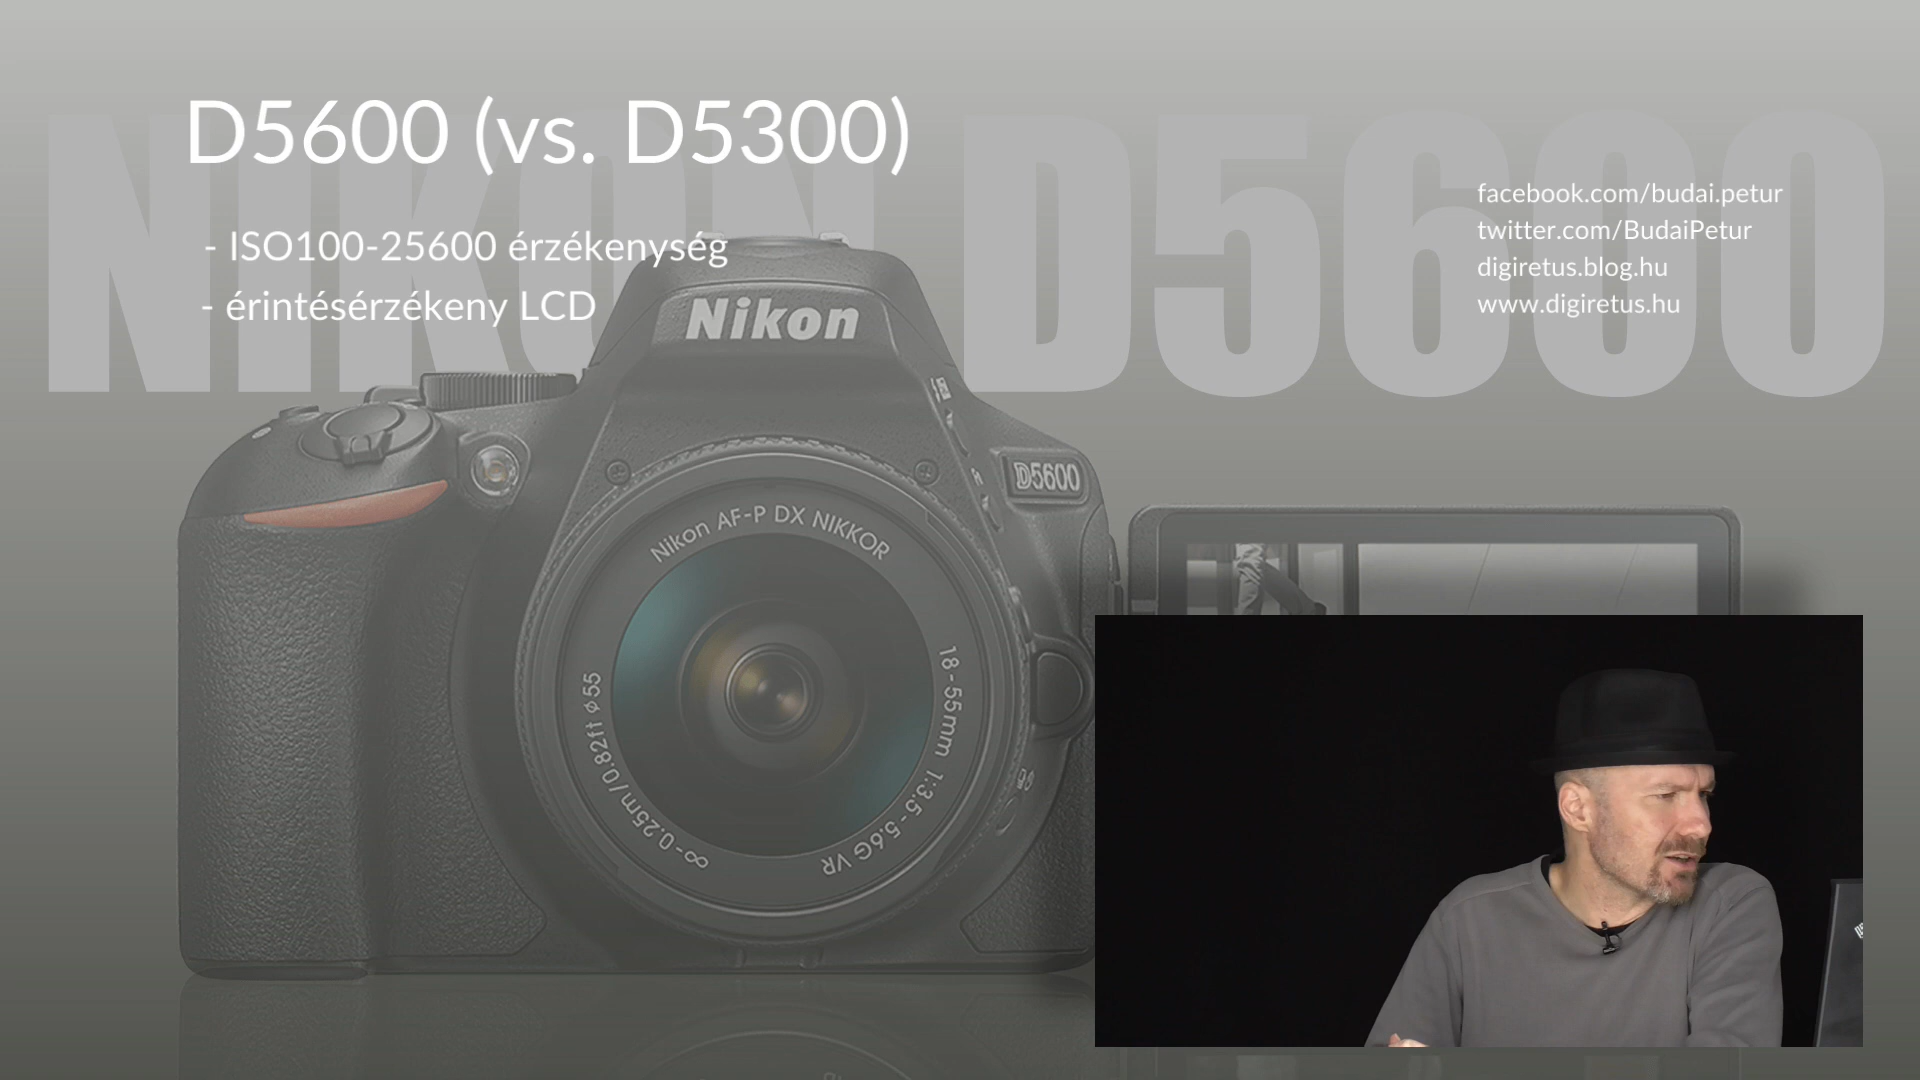 NIKON D5600
D5600 (vs. D5300)
- ISO100-25600 érzékenység
- érintésérzékeny LCD
facebook.com/budai.petur
twitter.com/BudaiPetur
digiretus.blog.hu
www.digiretus.hu
Nikon
D5600
Nikon AF-P DX NIKKOR
18-55mm 1:3.5-5.6G VR
∞-0.25m/0.82ft ø55